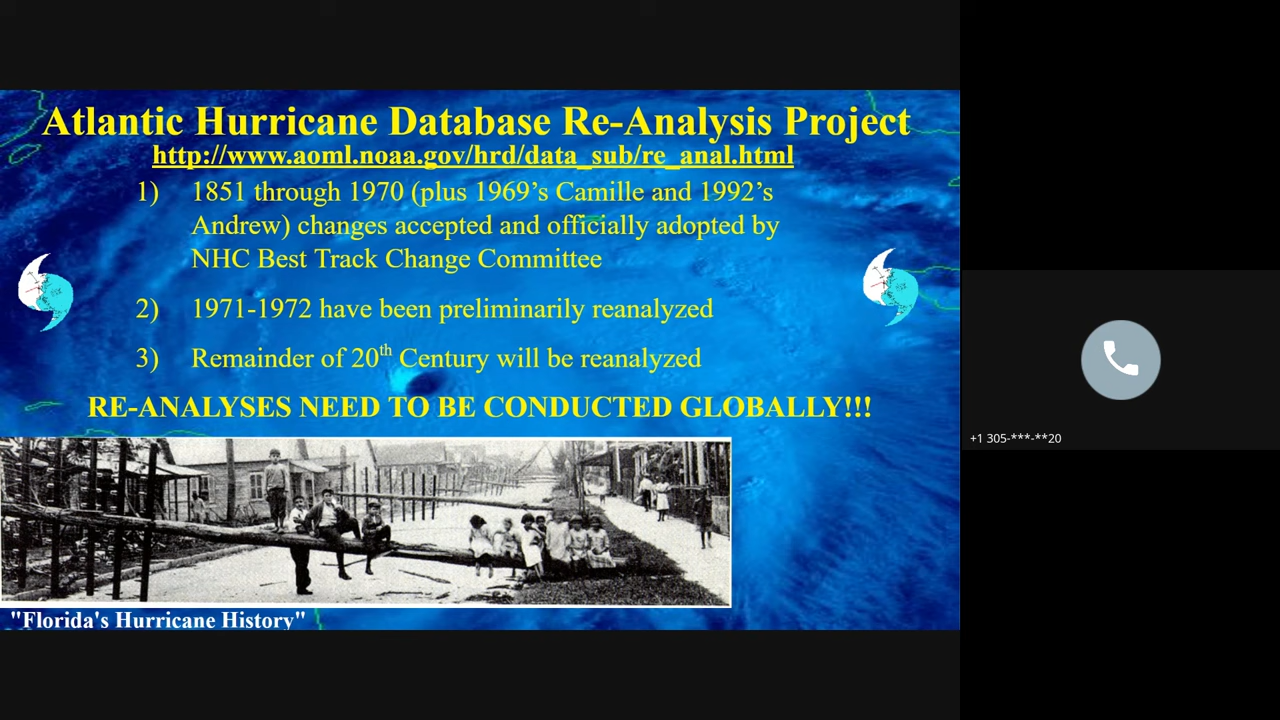 Atlantic Hurricane Database Re-Analysis Project
http://www.aoml.noaa.gov/hrd/data_sub/re_anal.html
1) 1851 through 1970 (plus 1969’s Camille and 1992’s
Andrew) changes accepted and officially adopted by
NHC Best Track Change Committee
2) 1971-1972 have been preliminarily reanalyzed
3) Remainder of 20th Century will be reanalyzed
RE-ANALYSES NEED TO BE CONDUCTED GLOBALLY!!!
"Florida's Hurricane History"
+1 305-***-**20